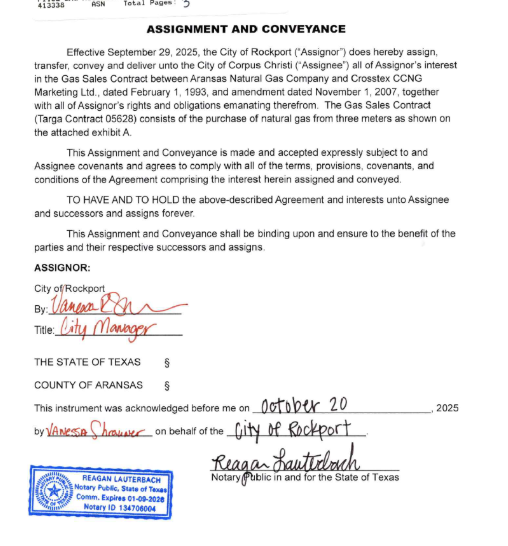 413338 ASN Total Pages: 5
ASSIGNMENT AND CONVEYANCE
Effective September 29, 2025, the City of Rockport (“Assignor”) does hereby assign,
transfer, convey and deliver unto the City of Corpus Christi (“Assignee”) all of Assignor’s interest
in the Gas Sales Contract between Aransas Natural Gas Company and Crosstex CCNG
Marketing Ltd., dated February 1, 1993, and amendment dated November 1, 2007, together
with all of Assignor’s rights and obligations emanating therefrom. The Gas Sales Contract
(Targa Contract 05628) consists of the purchase of natural gas from three meters as shown on
the attached exhibit A.
This Assignment and Conveyance is made and accepted expressly subject to and
Assignee covenants and agrees to comply with all of the terms, provisions, covenants, and
conditions of the Agreement comprising the interest herein assigned and conveyed.
TO HAVE AND TO HOLD the above-described Agreement and interests unto Assignee
and successors and assigns forever.
This Assignment and Conveyance shall be binding upon and ensure to the benefit of the
parties and their respective successors and assigns.
ASSIGNOR:
City of Rockport
By: Vanessa
Title: City Manager
THE STATE OF TEXAS §
COUNTY OF ARANSAS §
This instrument was acknowledged before me on October 20, 2025
by Vanessa Shrauner on behalf of the City of Rockport.
Reagan Lauterbach
Notary Public in and for the State of Texas
REAGAN LAUTERBACH
Notary Public, State of Texas
Comm. Expires 01-09-2028
Notary ID 134706004